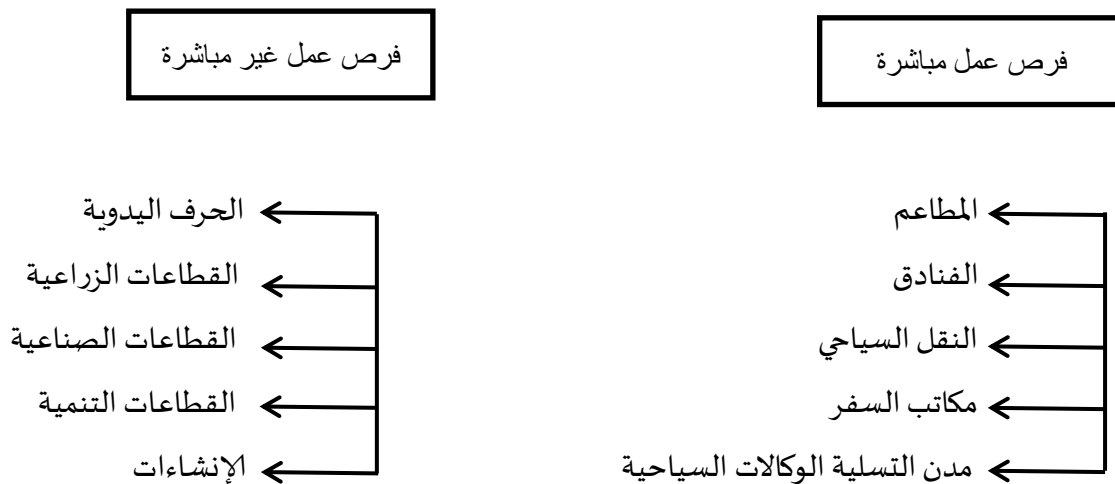 فرص عمل مباشرة
المطاعم
الفنادق
النقل السياحي
مكاتب السفر
مدن التسلية الوكالات السياحية
فرص عمل غير مباشرة
الحرف اليدوية
القطاعات الزراعية
القطاعات الصناعية
القطاعات التنمية
الإنشاءات